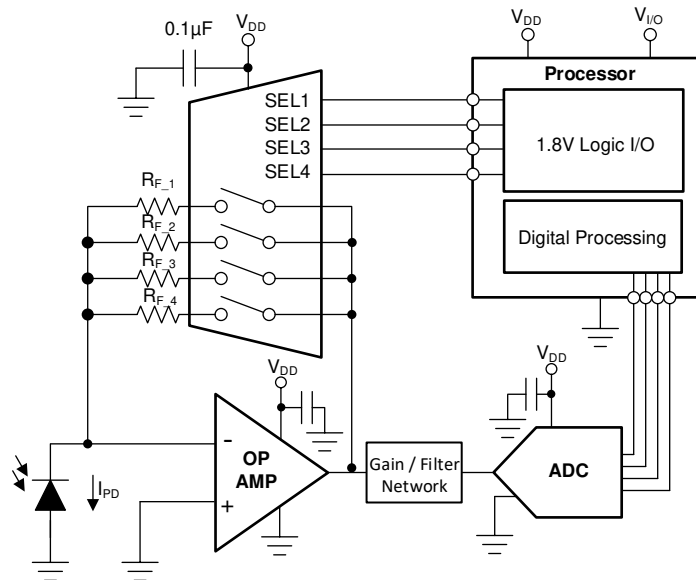 0.1µF
VDD
VDD
VI/O
Processor
SEL1
SEL2
SEL3
SEL4
1.8V Logic I/O
RF_1
RF_2
RF_3
RF_4
Digital Processing
VDD
VDD
-
+
OP
AMP
Gain / Filter
Network
ADC
IPD